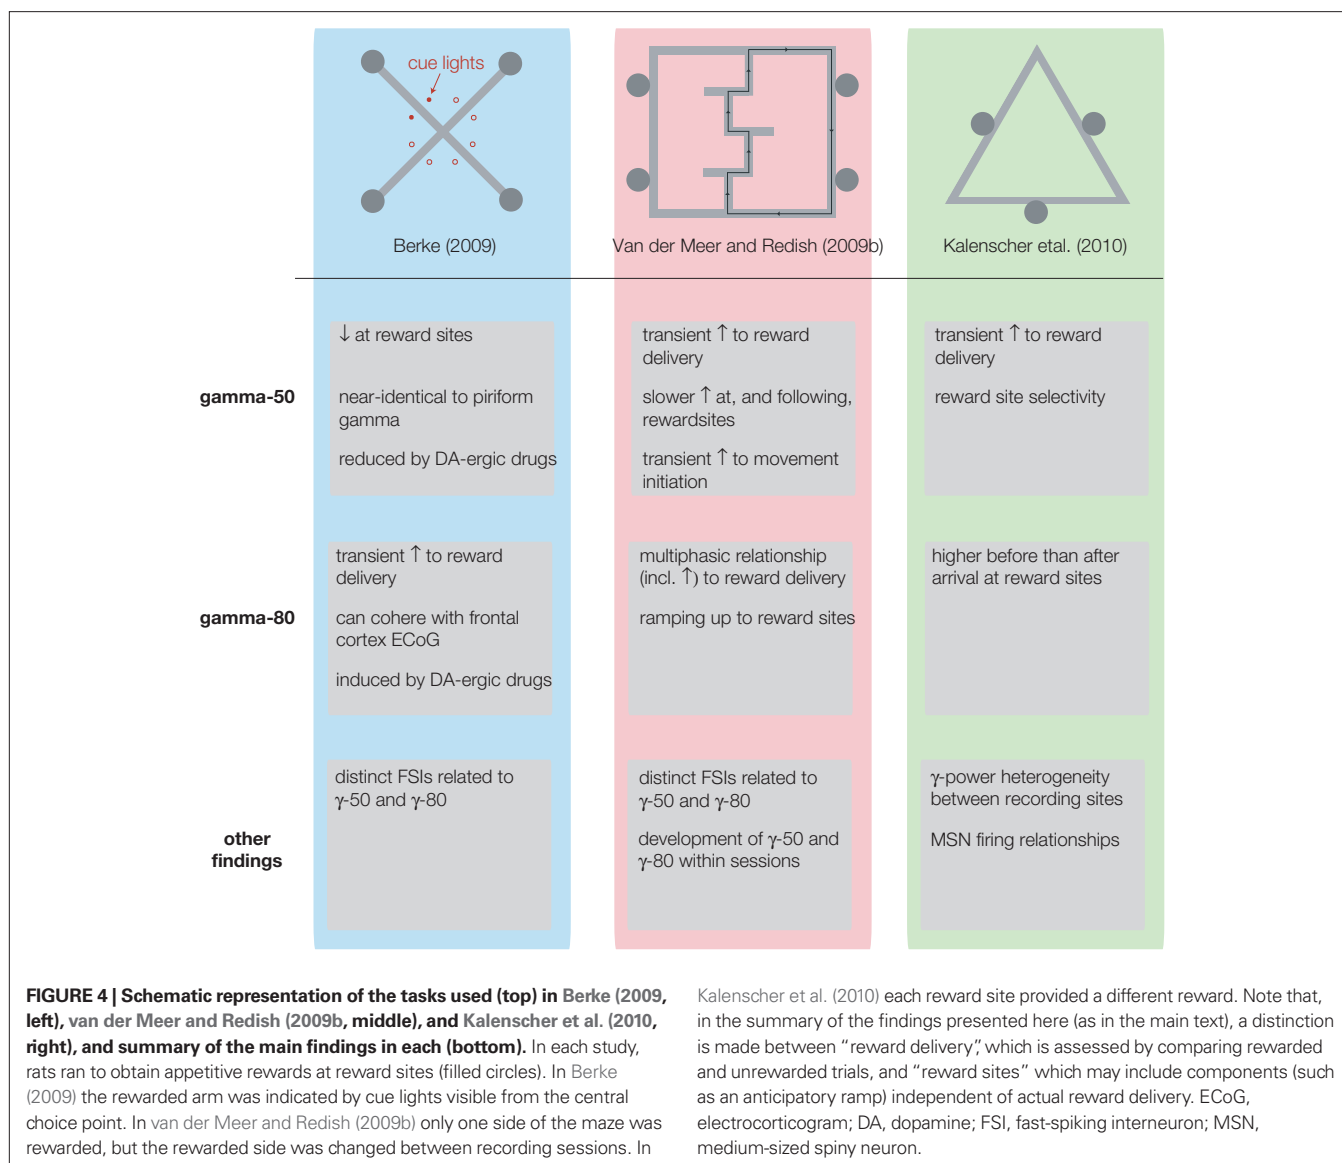 cue lights
Berke (2009)
Van der Meer and Redish (2009b)
Kalenscher etal. (2010)
gamma-50
↓ at reward sites
near-identical to piriform
gamma
reduced by DA-ergic drugs
transient ↑ to reward
delivery
slower ↑ at, and following,
rewardsites
transient ↑ to movement
initiation
transient ↑ to reward
delivery
reward site selectivity
gamma-80
transient ↑ to reward
delivery
can cohere with frontal
cortex ECoG
induced by DA-ergic drugs
multiphasic relationship
(incl. ↑) to reward delivery
ramping up to reward sites
higher before than after
arrival at reward sites
other
findings
distinct FSIs related to
γ-50 and γ-80
distinct FSIs related to
γ-50 and γ-80
development of γ-50 and
γ-80 within sessions
γ-power heterogeneity
between recording sites
MSN firing relationships
FIGURE 4 | Schematic representation of the tasks used (top) in Berke (2009,
left), van der Meer and Redish (2009b, middle), and Kalenscher et al. (2010,
right), and summary of the main findings in each (bottom). In each study,
rats ran to obtain appetitive rewards at reward sites (filled circles). In Berke
(2009) the rewarded arm was indicated by cue lights visible from the central
choice point. In van der Meer and Redish (2009b) only one side of the maze was
rewarded, but the rewarded side was changed between recording sessions. In
Kalenscher et al. (2010) each reward site provided a different reward. Note that,
in the summary of the findings presented here (as in the main text), a distinction
is made between “reward delivery”, which is assessed by comparing rewarded
and unrewarded trials, and “reward sites” which may include components (such
as an anticipatory ramp) independent of actual reward delivery. ECoG,
electrocorticogram; DA, dopamine; FSI, fast-spiking interneuron; MSN,
medium-sized spiny neuron.